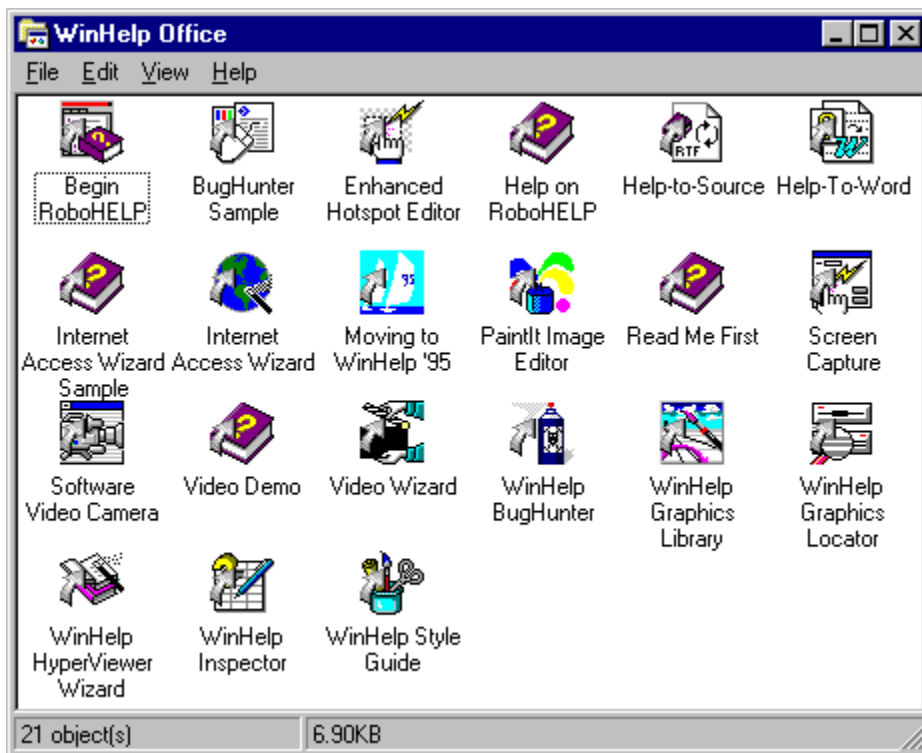 WinHelp Office
File Edit View Help
Begin RoboHELP
BugHunter Sample
Enhanced Hotspot Editor
Help on RoboHELP
Help-to-Source
Help-To-Word
Internet Access Wizard Sample
Internet Access Wizard
Moving to WinHelp '95
PaintIt Image Editor
Read Me First
Screen Capture
Software Video Camera
Video Demo
Video Wizard
WinHelp BugHunter
WinHelp Graphics Library
WinHelp Graphics Locator
WinHelp HyperViewer Wizard
WinHelp Inspector
WinHelp Style Guide
21 object(s) 6.90KB
RTF
W
95